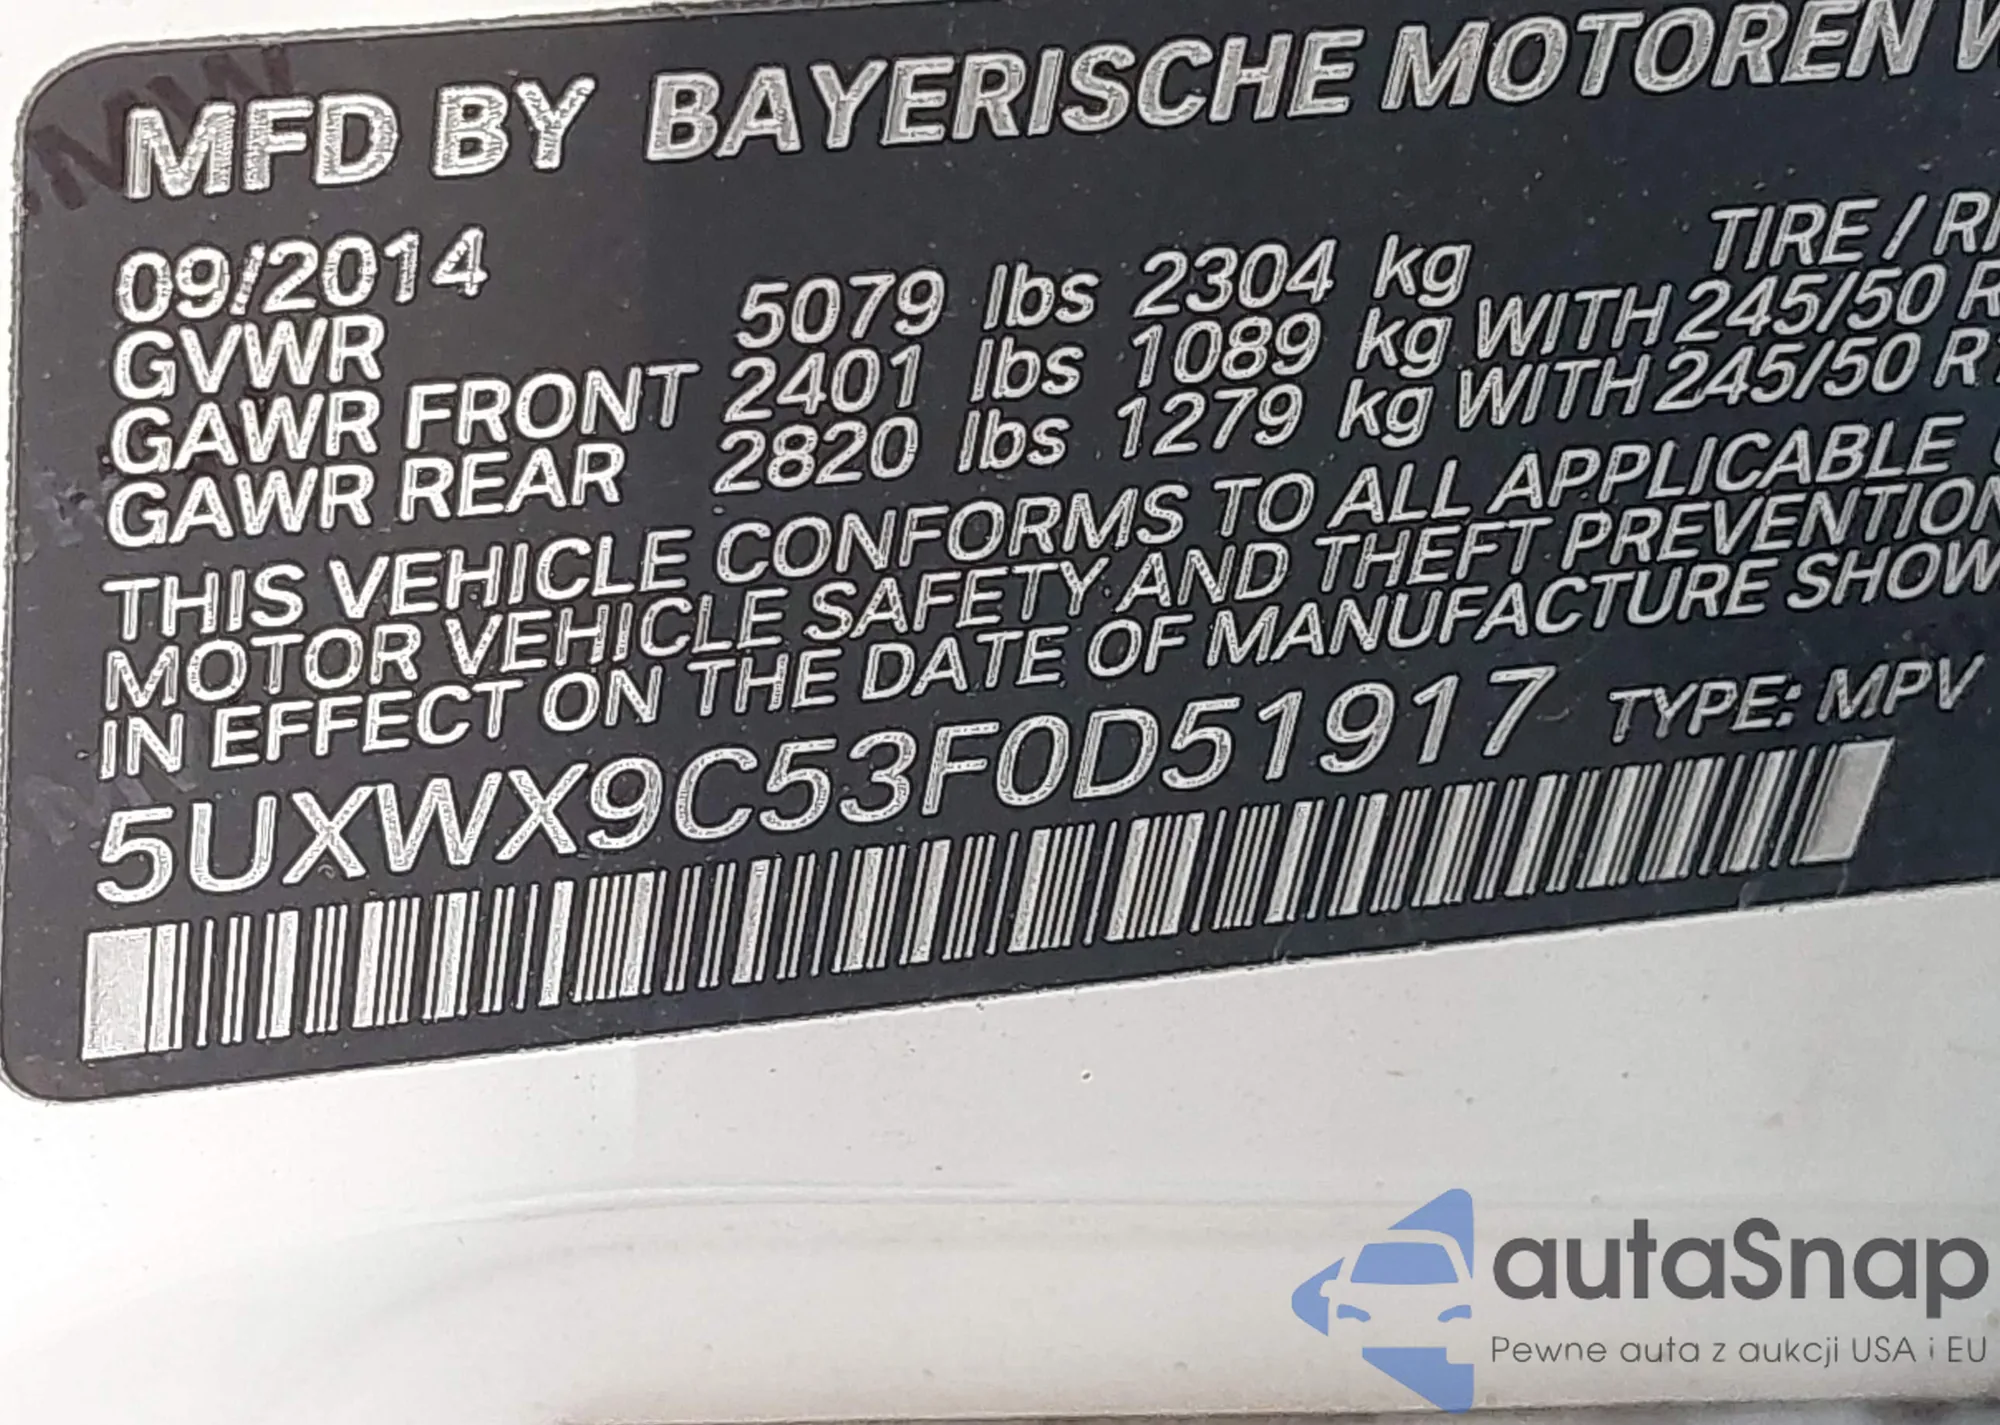 MFD BY BAYERISCHE MOTOREN W
09/2014
GVWR 5079 lbs 2304 kg TIRE / RI
GAWR FRONT 2401 lbs 1089 kg WITH 245/50 R
GAWR REAR 2820 lbs 1279 kg WITH 245/50 R
THIS VEHICLE CONFORMS TO ALL APPLICABLE
MOTOR VEHICLE SAFETY AND THEFT PREVENTION
IN EFFECT ON THE DATE OF MANUFACTURE SHOW
5UXWX9C53F0D51917 TYPE: MPV
autaSnap
Pewne auta z aukcji USA i EU